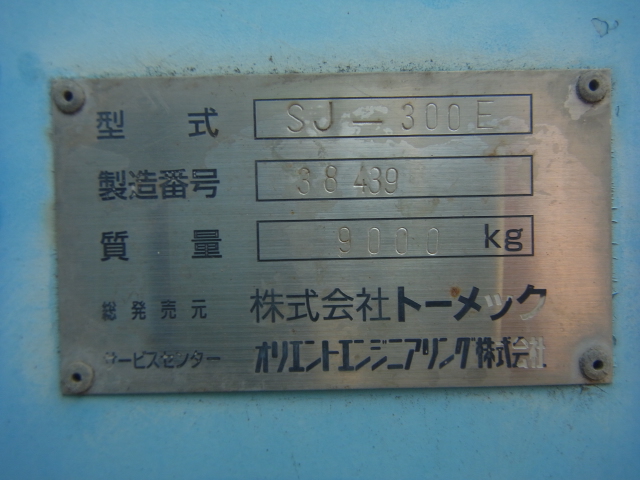 型式 SJ-300E
製造番号 38439
質量 9000 kg
総発売元 株式会社トーメック
サービスセンター オリエントエンジニアリング株式会社